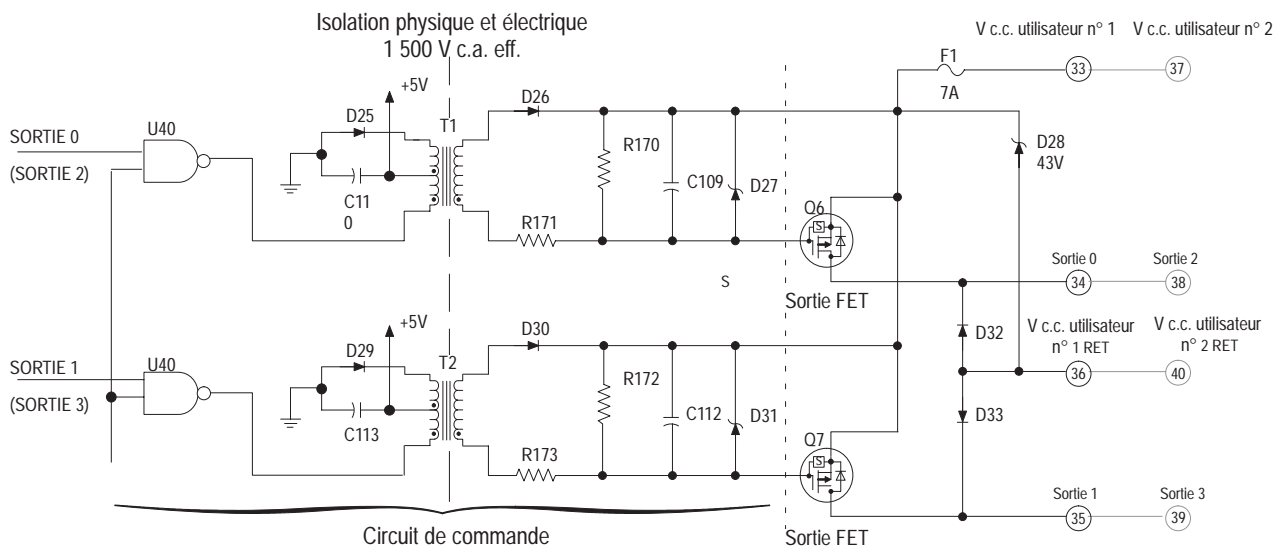 Isolation physique et électrique
1 500 V c.a. eff.
V c.c. utilisateur n° 1
V c.c. utilisateur n° 2
F1
33
37
7A
+5V
D25
D26
T1
U40
SORTIE 0
(SORTIE 2)
R170
D28
43V
C109
D27
C11
0
Q6
R171
S
Sortie 0
Sortie 2
34
38
S
Sortie FET
+5V
D30
D32
V c.c. utilisateur
n° 1 RET
V c.c. utilisateur
n° 2 RET
D29
T2
U40
SORTIE 1
(SORTIE 3)
R172
36
40
C112
D31
D33
C113
Q7
R173
S
Sortie 1
Sortie 3
35
39
Circuit de commande
Sortie FET